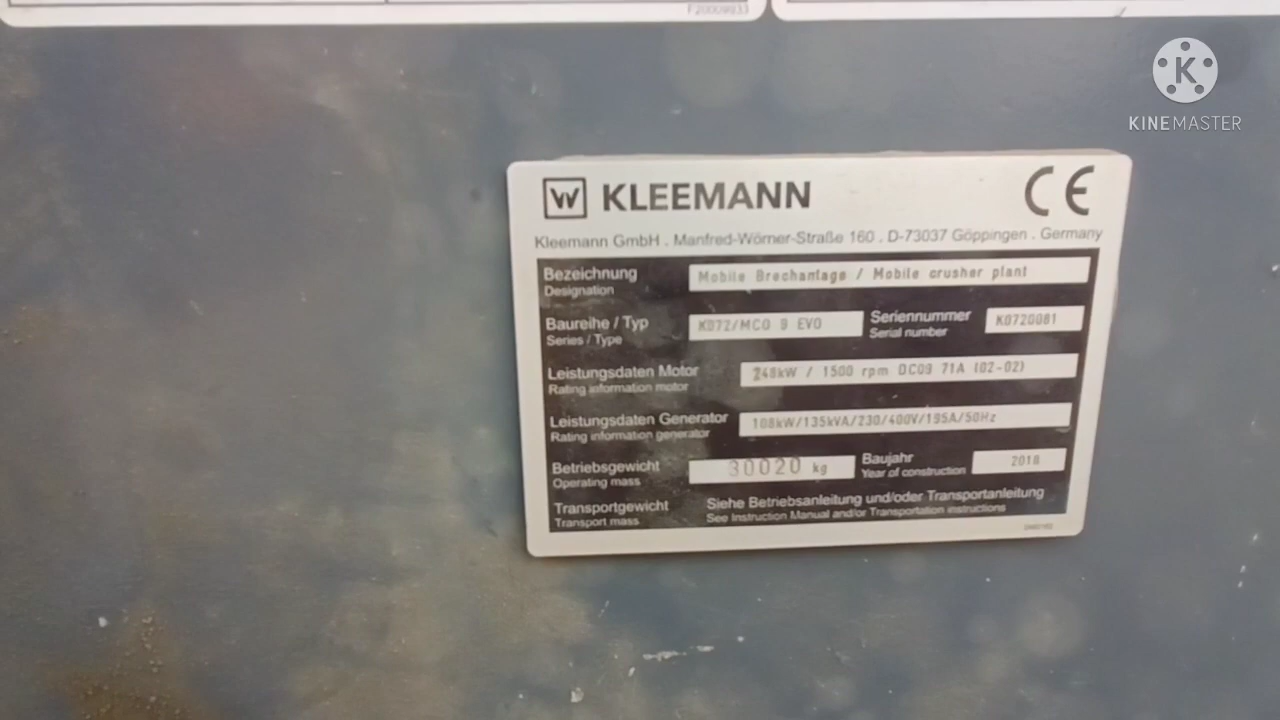 F20009933
KINEMASTER
KLEEMANN CE
Kleemann GmbH . Manfred-Wörner-Straße 160 . D-73037 Göppingen . Germany
Bezeichnung Mobile Brechanlage / Mobile crusher plant
Designation
Baureihe / Typ K072/MCO 9 EVO Seriennummer K0720081
Series / Type Serial number
Leistungsdaten Motor 248kW / 1500 rpm DC09 71A (02-02)
Rating information motor
Leistungsdaten Generator 108kW/135kVA/230/400V/195A/50Hz
Rating information generator
Betriebsgewicht 30020 kg Baujahr 2018
Operating mass Year of construction
Transportgewicht Siehe Betriebsanleitung und/oder Transportanleitung
Transport mass See Instruction Manual and/or Transportation instructions